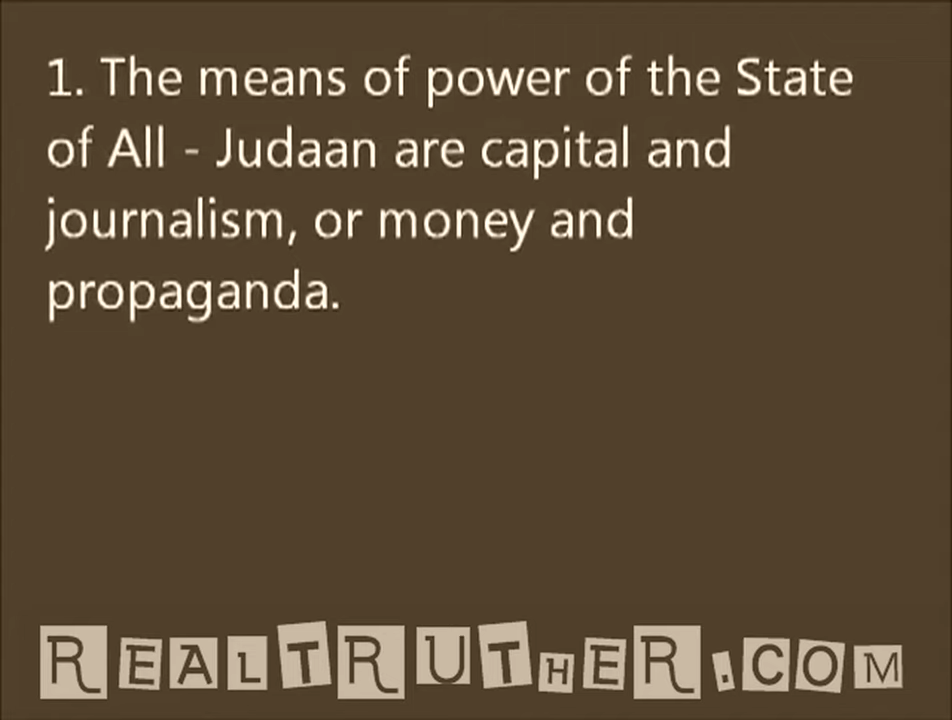 1. The means of power of the State
of All - Judaan are capital and
journalism, or money and
propaganda.
REALTRUTHER.COM